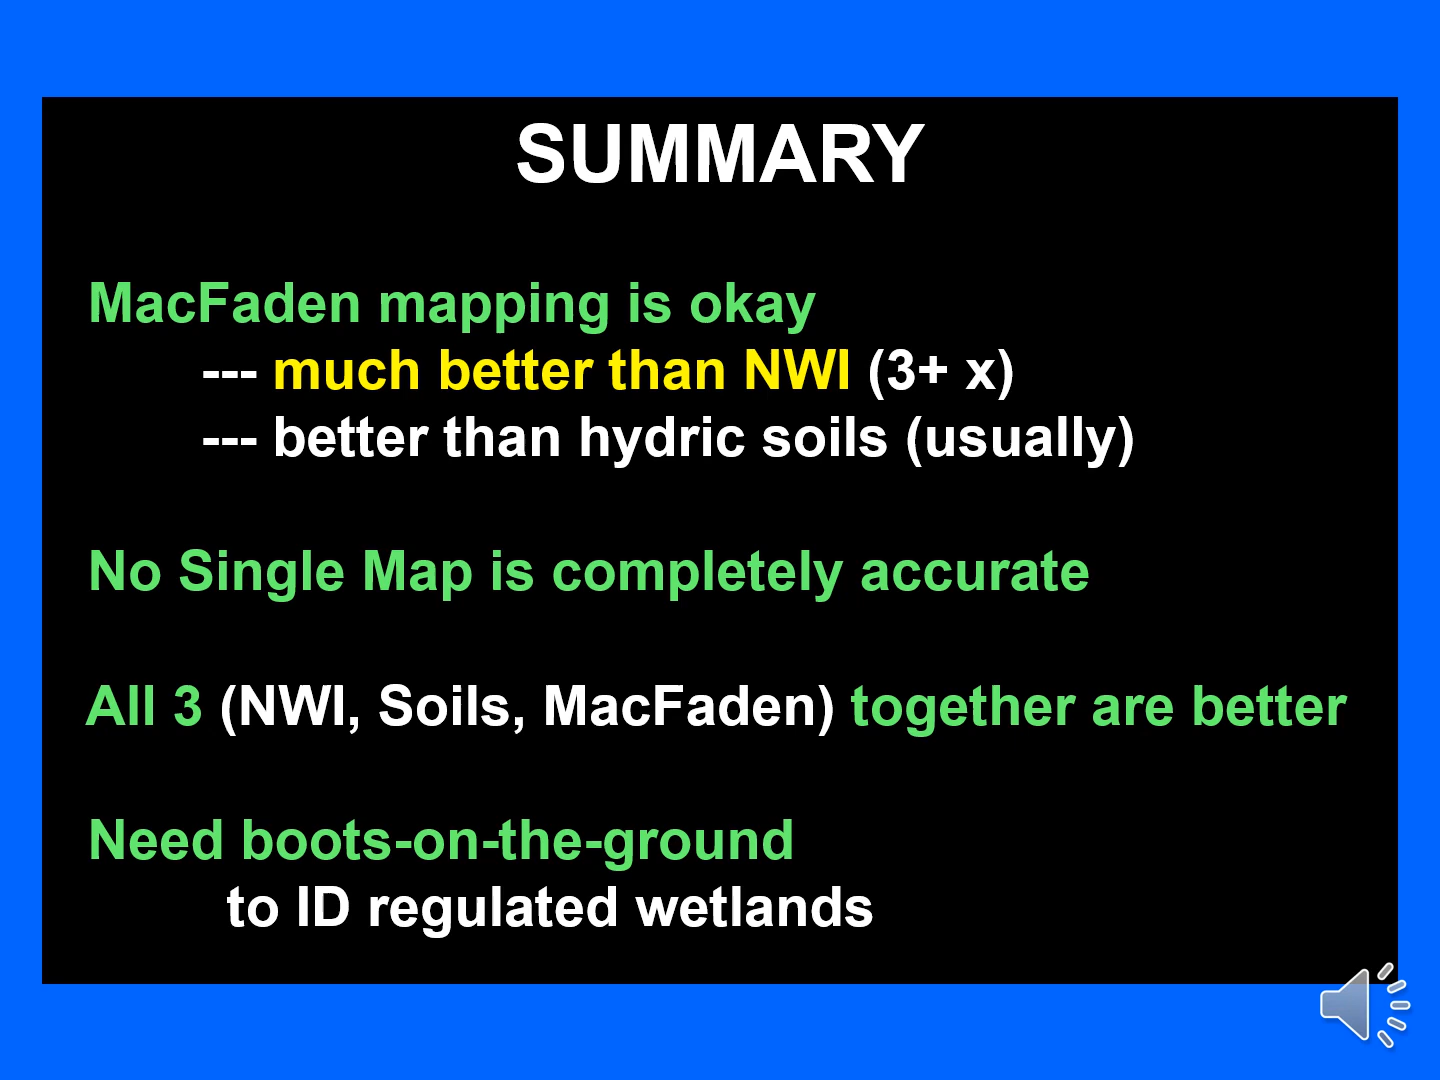 SUMMARY
MacFaden mapping is okay
--- much better than NWI (3+ x)
--- better than hydric soils (usually)
No Single Map is completely accurate
All 3 (NWI, Soils, MacFaden) together are better
Need boots-on-the-ground
to ID regulated wetlands